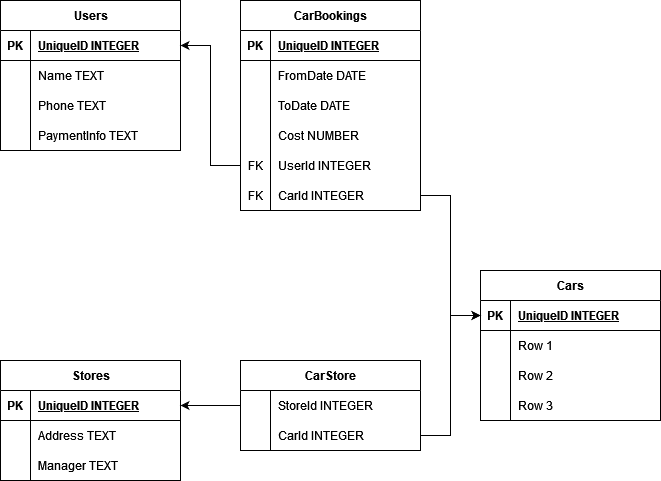 Users
PK UniqueID INTEGER
Name TEXT
Phone TEXT
PaymentInfo TEXT
CarBookings
PK UniqueID INTEGER
FromDate DATE
ToDate DATE
Cost NUMBER
FK UserId INTEGER
FK CarId INTEGER
Cars
PK UniqueID INTEGER
Row 1
Row 2
Row 3
Stores
PK UniqueID INTEGER
Address TEXT
Manager TEXT
CarStore
StoreId INTEGER
CarId INTEGER